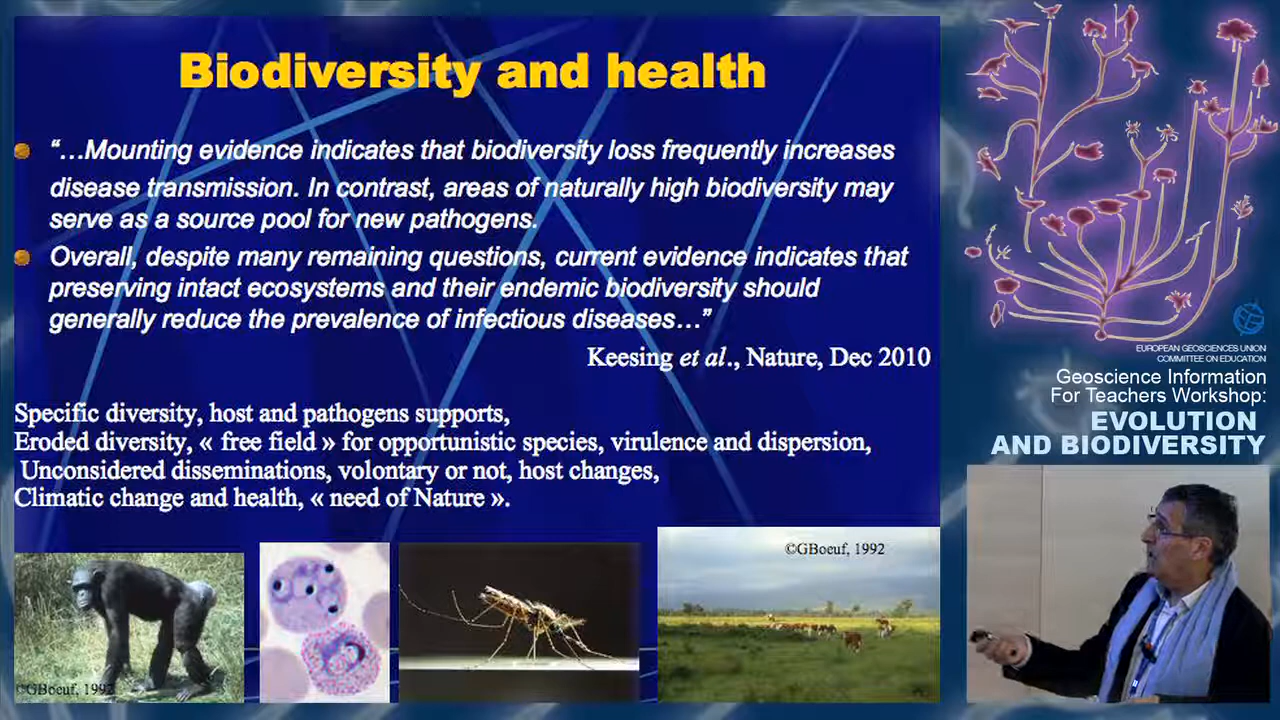 Biodiversity and health
“…Mounting evidence indicates that biodiversity loss frequently increases
disease transmission. In contrast, areas of naturally high biodiversity may
serve as a source pool for new pathogens.
Overall, despite many remaining questions, current evidence indicates that
preserving intact ecosystems and their endemic biodiversity should
generally reduce the prevalence of infectious diseases…”
Keesing et al., Nature, Dec 2010
Specific diversity, host and pathogens supports,
Eroded diversity, « free field » for opportunistic species, virulence and dispersion,
Unconsidered disseminations, volontary or not, host changes,
Climatic change and health, « need of Nature ».
©GBoeuf, 1992
©GBoeuf, 1992
EUROPEAN GEOSCIENCES UNION
COMMITTEE ON EDUCATION
Geoscience Information
For Teachers Workshop:
EVOLUTION
AND BIODIVERSITY